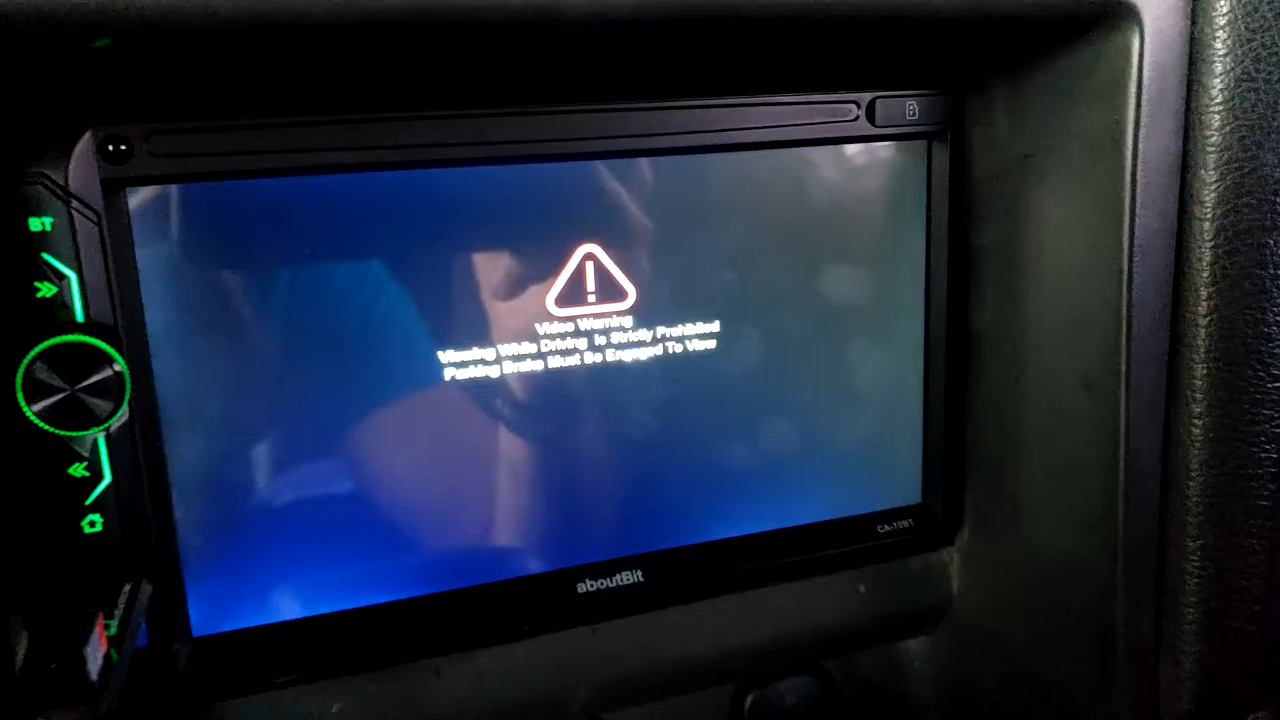 BT
Video Warning
Viewing While Driving Is Strictly Prohibited
Parking Brake Must Be Engaged To View
CA-70BT
aboutBit